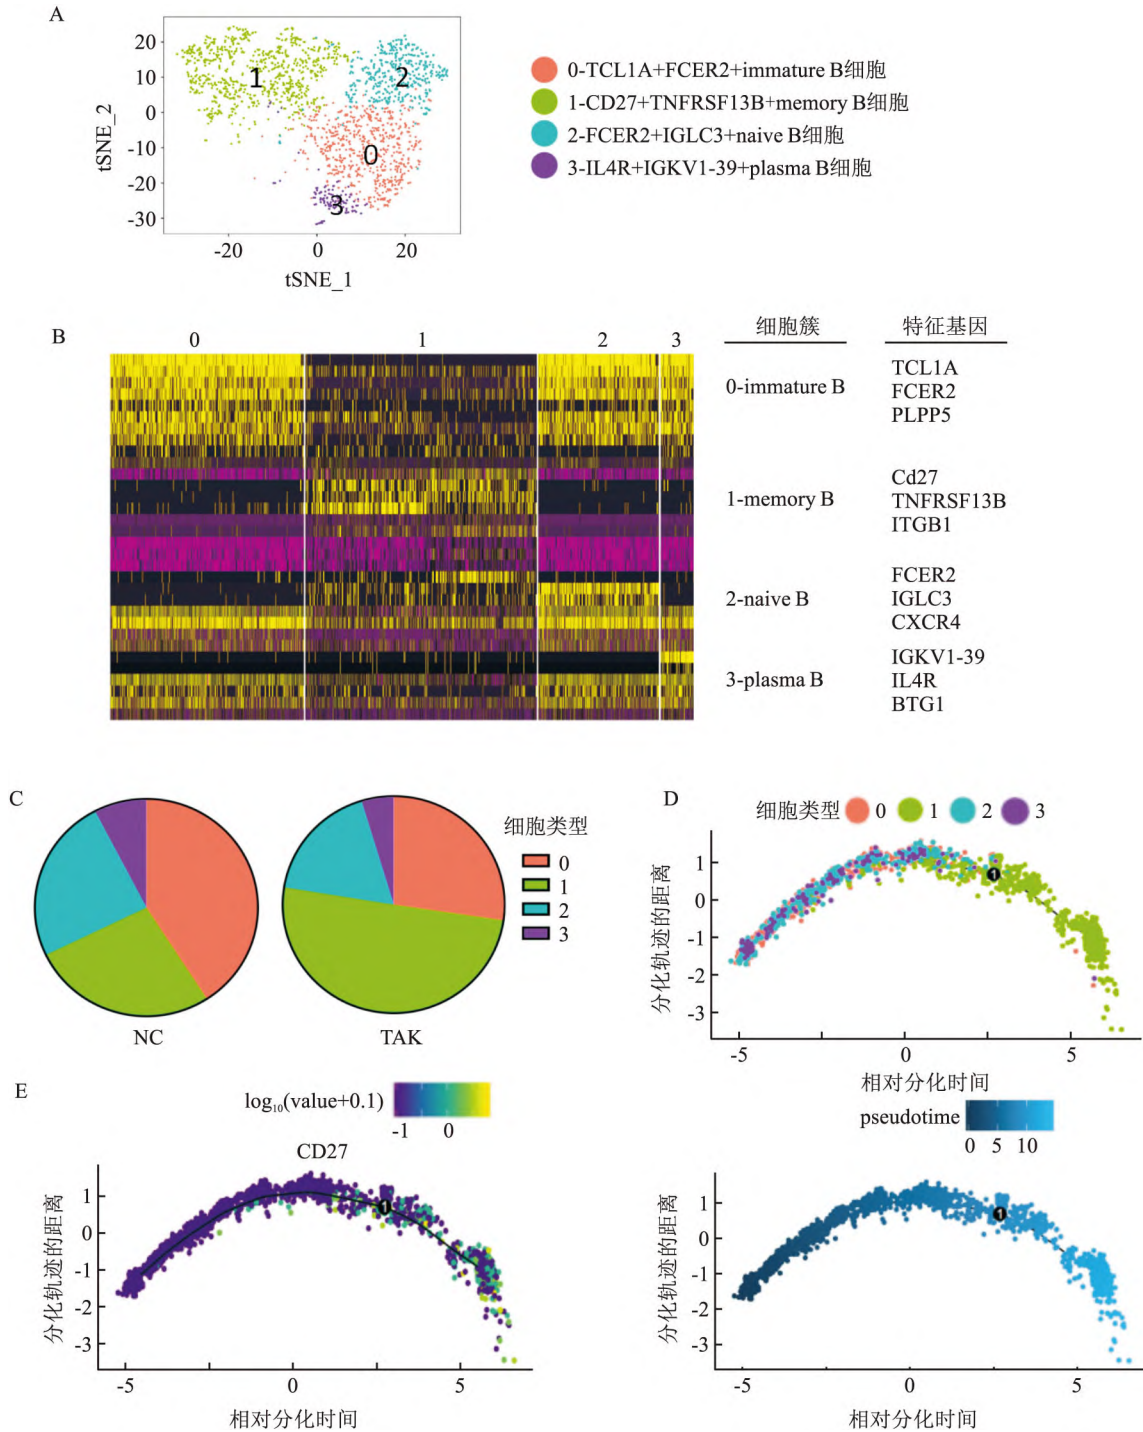 A
20
10
0
-10
-20
-30
tSNE_2
-20
0
20
tSNE_1
1
2
0
3
0-TCL1A+FCER2+immature B细胞
1-CD27+TNFRSF13B+memory B细胞
2-FCER2+IGLC3+naive B细胞
3-IL4R+IGKV1-39+plasma B细胞
B
0
1
2
3
细胞簇
特征基因
0-immature B
TCL1A
FCER2
PLPP5
1-memory B
Cd27
TNFRSF13B
ITGB1
2-naive B
FCER2
IGLC3
CXCR4
3-plasma B
IGKV1-39
IL4R
BTG1
C
NC
TAK
细胞类型
0
1
2
3
D
细胞类型 0 1 2 3
分化轨迹的距离
1
0
-1
-2
-3
1
-5
0
5
相对分化时间
E
log₁₀(value+0.1)
-1
0
CD27
分化轨迹的距离
1
0
-1
-2
-3
1
-5
0
5
相对分化时间
pseudotime
0 5 10
分化轨迹的距离
1
0
-1
-2
-3
1
-5
0
5
相对分化时间